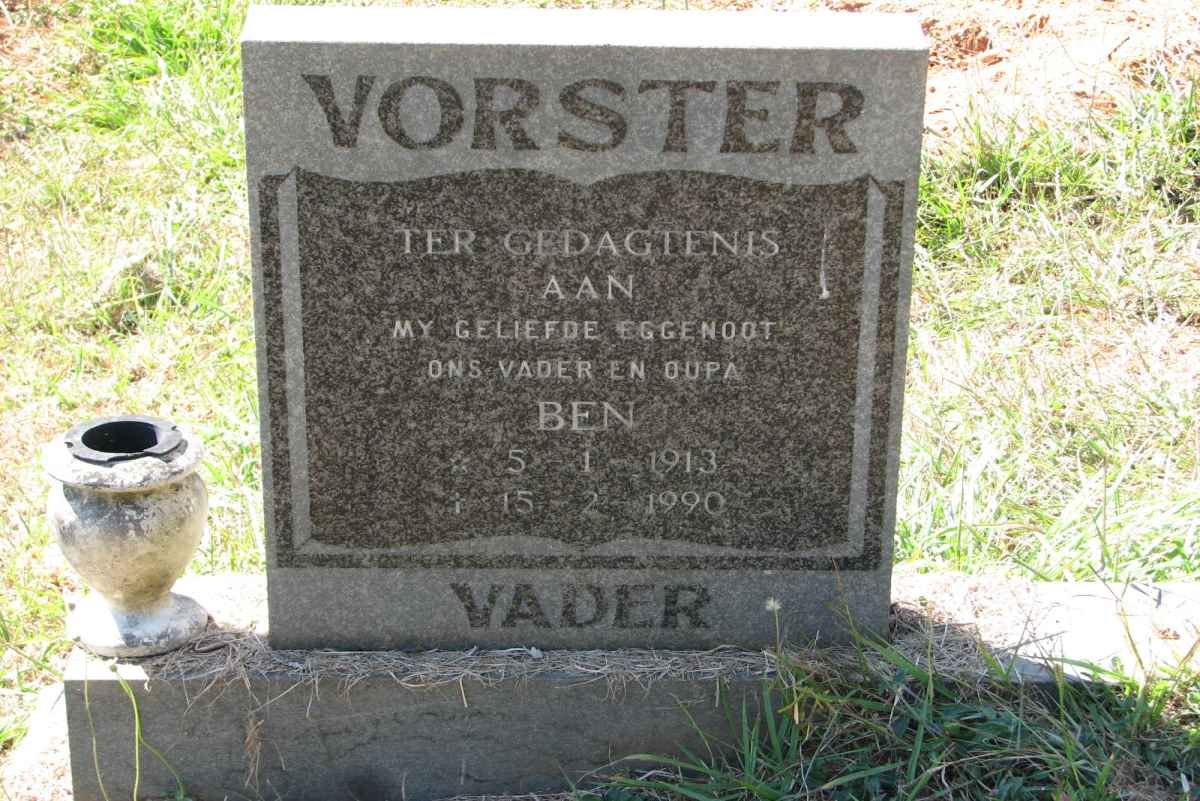 VORSTER
TER GEDAGTENIS
AAN
MY GELIEFDE EGGENOOT
ONS VADER EN OUPA
BEN
* 5 - 1 - 1913
† 15 - 2 - 1990
VADER